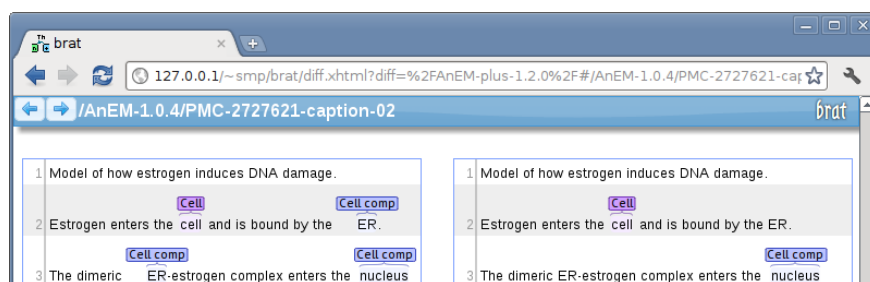 Th
D E brat
127.0.0.1/~smp/brat/diff.xhtml?diff=%2FAnEM-plus-1.2.0%2F#/AnEM-1.0.4/PMC-2727621-cap
/AnEM-1.0.4/PMC-2727621-caption-02 brat
1 Model of how estrogen induces DNA damage.
Cell Cell comp
2 Estrogen enters the cell and is bound by the ER.
Cell comp Cell comp
3 The dimeric ER-estrogen complex enters the nucleus
1 Model of how estrogen induces DNA damage.
Cell
2 Estrogen enters the cell and is bound by the ER.
Cell comp
3 The dimeric ER-estrogen complex enters the nucleus